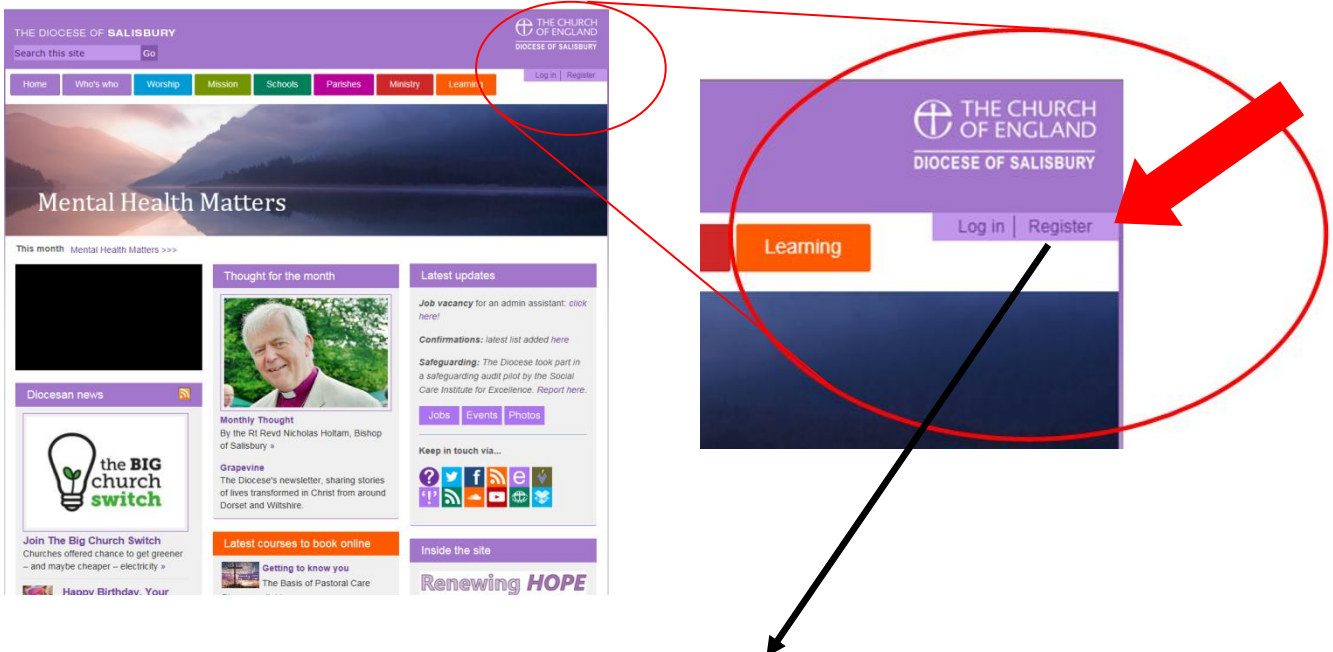 THE DIOCESE OF SALISBURY
Search this site Go
THE CHURCH
OF ENGLAND
DIOCESE OF SALISBURY
Log in | Register
Home Who's who Worship Mission Schools Parishes Ministry Learning
Mental Health Matters
This month Mental Health Matters >>>
Diocesan news
the BIG
church
switch
Join The Big Church Switch
Churches offered chance to get greener
– and maybe cheaper – electricity »
Happy Birthday, Your
Thought for the month
Monthly Thought
By the Rt Revd Nicholas Holtam, Bishop
of Salisbury »
Grapevine
The Diocese's newsletter, sharing stories
of lives transformed in Christ from around
Dorset and Wiltshire.
Latest courses to book online
Getting to know you
The Basis of Pastoral Care
Latest updates
Job vacancy for an admin assistant: click
here!
Confirmations: latest list added here
Safeguarding: The Diocese took part in
a safeguarding audit pilot by the Social
Care Institute for Excellence. Report here.
Jobs Events Photos
Keep in touch via...
Inside the site
Renewing HOPE
THE CHURCH
OF ENGLAND
DIOCESE OF SALISBURY
Log in | Register
Learning